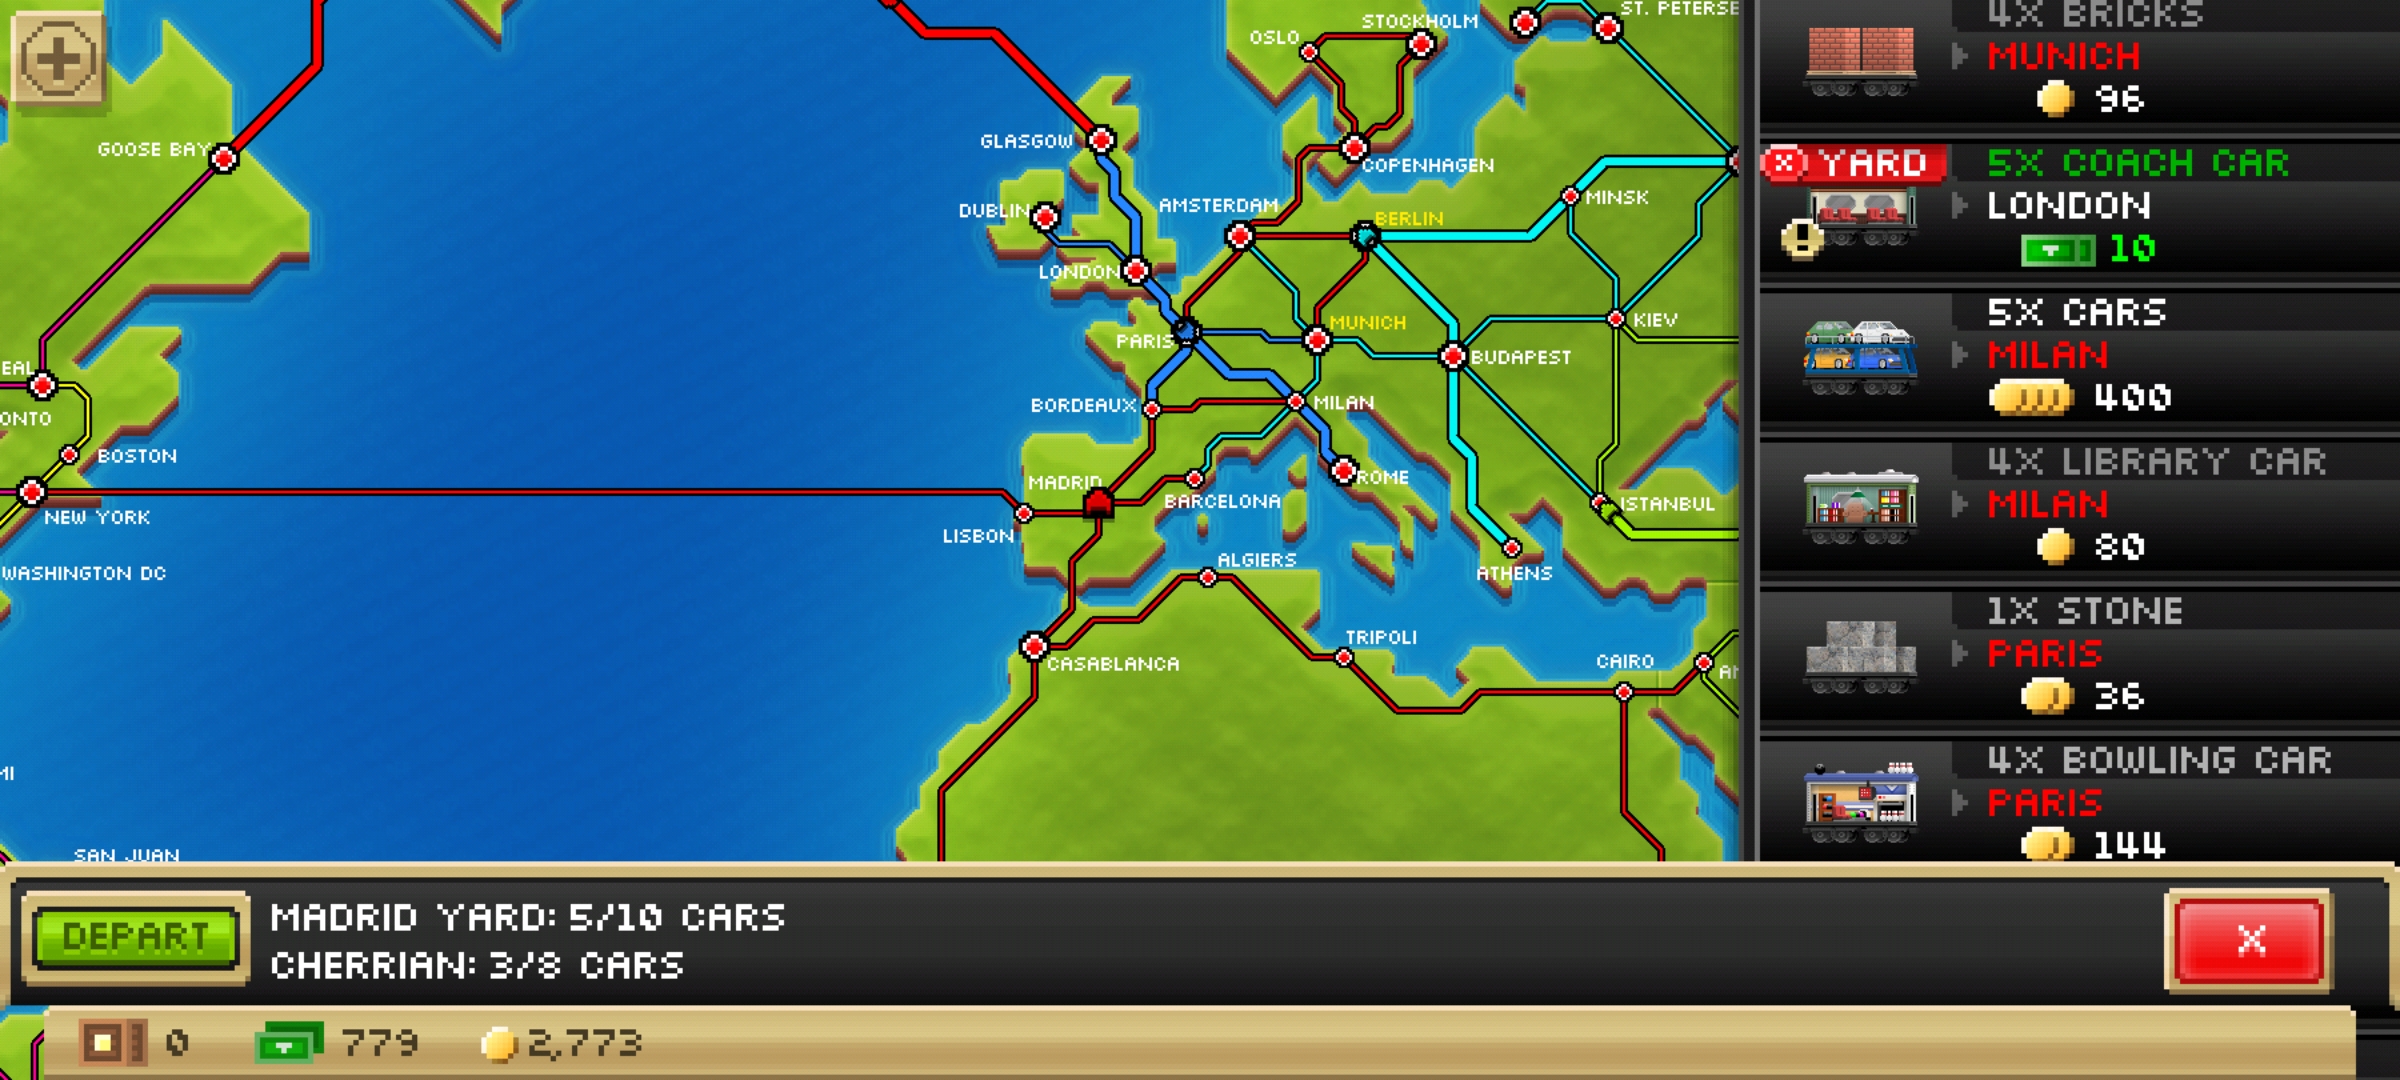 STOCKHOLM
ST. PETERSE
OSLO
GLASGOW
GOOSE BAY
COPENHAGEN
DUBLIN
AMSTERDAM
MINSK
BERLIN
LONDON
PARIS
MUNICH
KIEV
BUDAPEST
EAL
ONTO
BORDEAUX
MILAN
BOSTON
MADRID
ROME
BARCELONA
ISTANBUL
NEW YORK
LISBON
WASHINGTON DC
ALGIERS
ATHENS
TRIPOLI
CASABLANCA
CAIRO
AN
MI
SAN JUAN
4X BRICKS
MUNICH
96
YARD
5X COACH CAR
LONDON
10
5X CARS
MILAN
400
4X LIBRARY CAR
MILAN
80
1X STONE
PARIS
36
4X BOWLING CAR
PARIS
144
DEPART
MADRID YARD: 5/10 CARS
CHERRIAN: 3/8 CARS
X
0
779
2,773